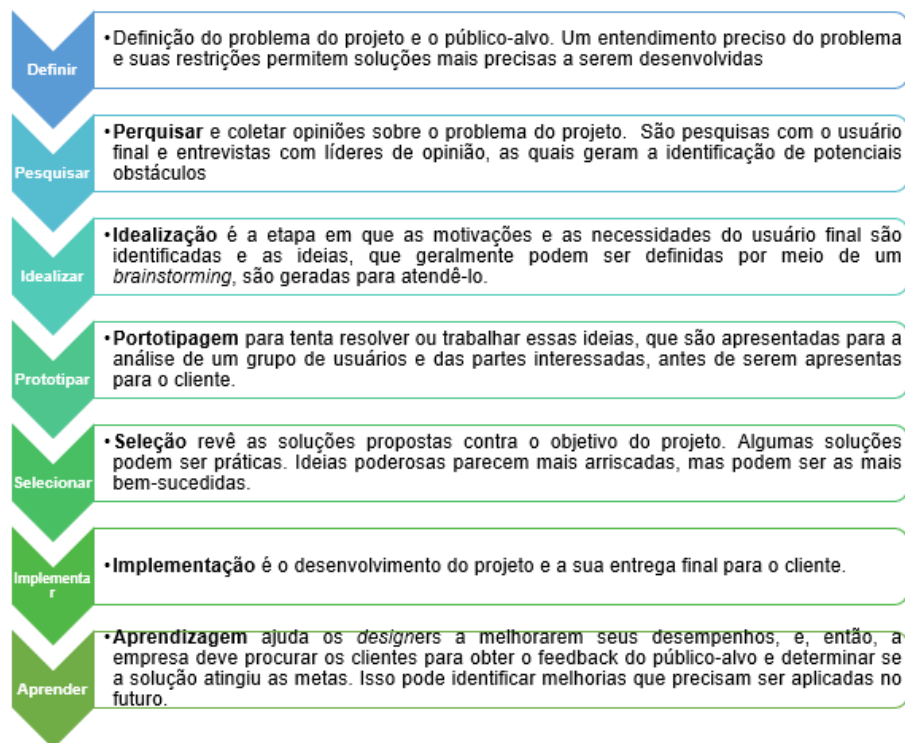 Definir
•Definição do problema do projeto e o público-alvo. Um entendimento preciso do problema
e suas restrições permitem soluções mais precisas a serem desenvolvidas
Pesquisar
•Perquisar e coletar opiniões sobre o problema do projeto. São pesquisas com o usuário
final e entrevistas com líderes de opinião, as quais geram a identificação de potenciais
obstáculos
Idealizar
•Idealização é a etapa em que as motivações e as necessidades do usuário final são
identificadas e as ideias, que geralmente podem ser definidas por meio de um
brainstorming, são geradas para atendê-lo.
Prototipar
•Portotipagem para tenta resolver ou trabalhar essas ideias, que são apresentadas para a
análise de um grupo de usuários e das partes interessadas, antes de serem apresentas
para o cliente.
Selecionar
•Seleção revê as soluções propostas contra o objetivo do projeto. Algumas soluções
podem ser práticas. Ideias poderosas parecem mais arriscadas, mas podem ser as mais
bem-sucedidas.
Implementa
r
•Implementação é o desenvolvimento do projeto e a sua entrega final para o cliente.
Aprender
•Aprendizagem ajuda os designers a melhorarem seus desempenhos, e, então, a
empresa deve procurar os clientes para obter o feedback do público-alvo e determinar se
a solução atingiu as metas. Isso pode identificar melhorias que precisam ser aplicadas no
futuro.